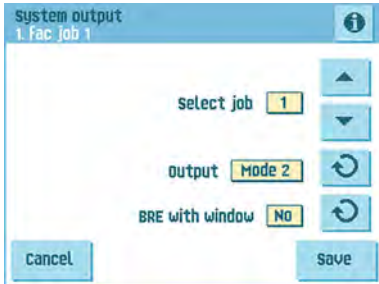 System output
1. Fac job 1
Select job 1
Output Mode 2
BRE with window No
Cancel
Save